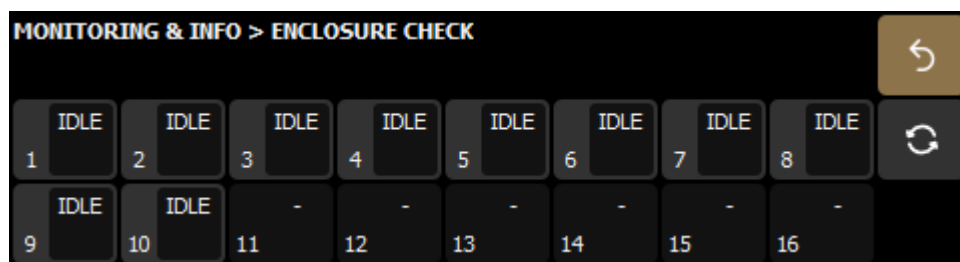 MONITORING & INFO > ENCLOSURE CHECK
IDLE IDLE IDLE IDLE IDLE IDLE IDLE IDLE
1 2 3 4 5 6 7 8
IDLE IDLE - - - - - -
9 10 11 12 13 14 15 16